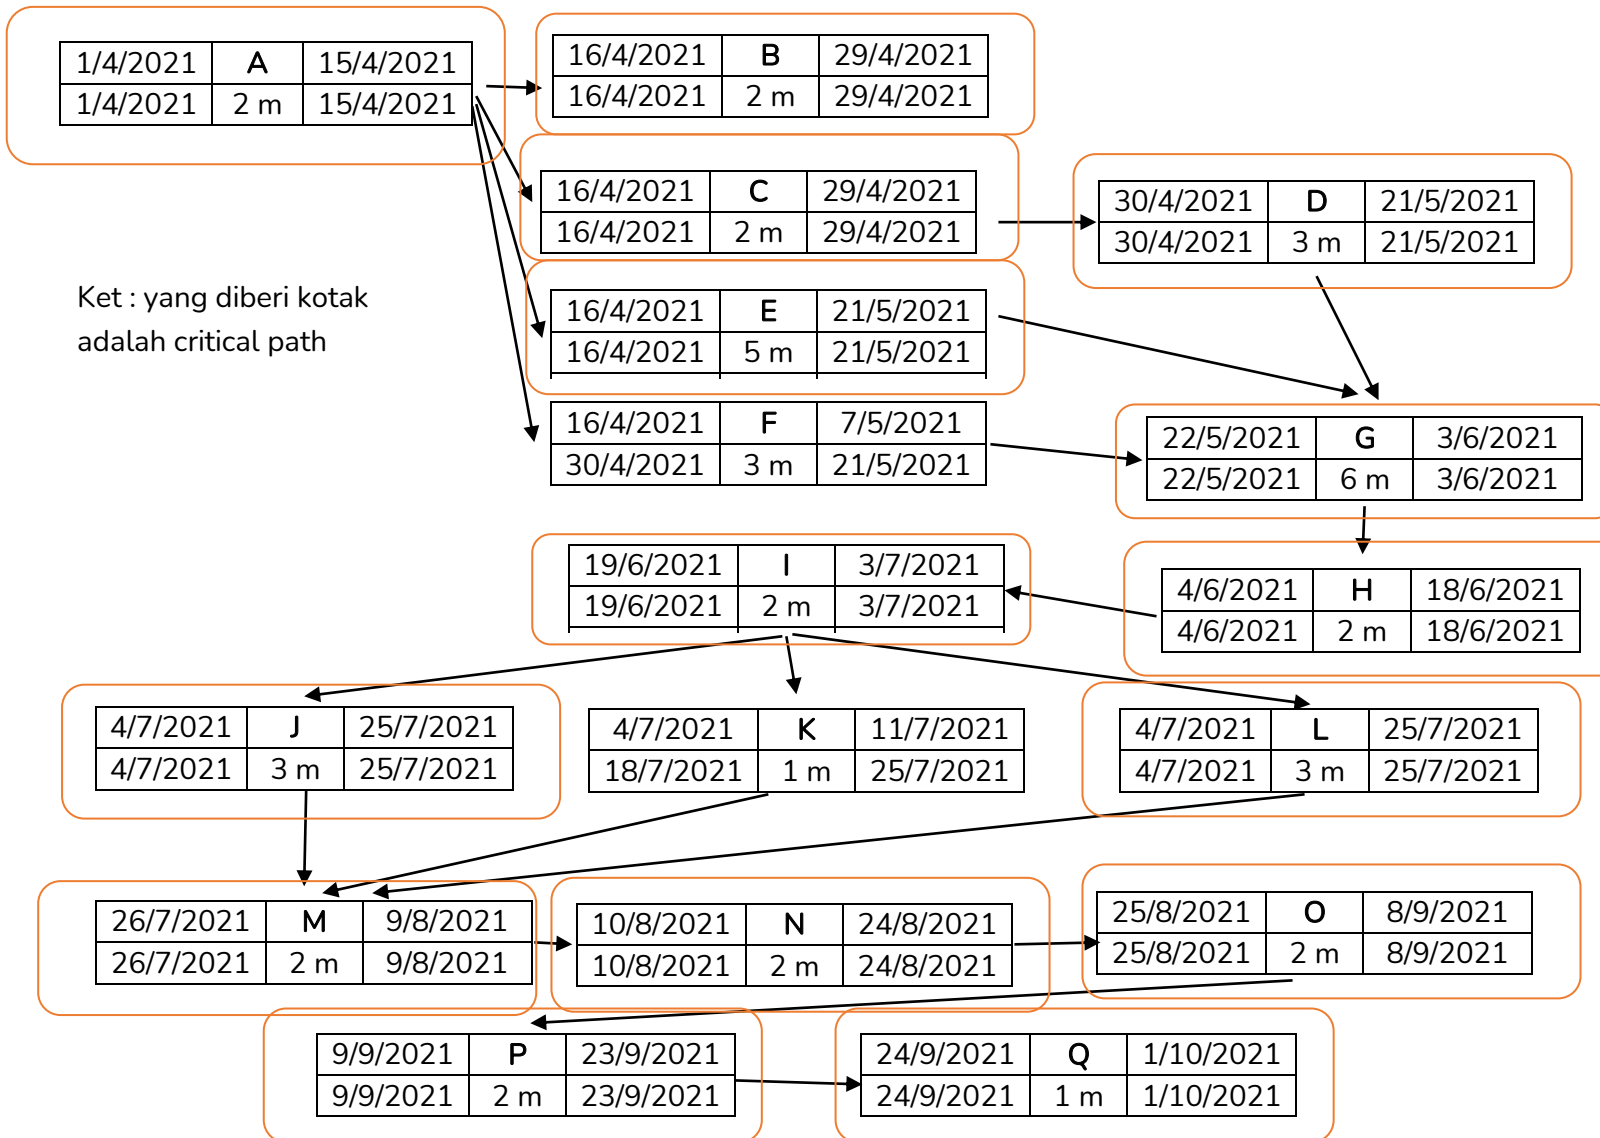 1/4/2021 A 15/4/2021
1/4/2021 2 m 15/4/2021
16/4/2021 B 29/4/2021
16/4/2021 2 m 29/4/2021
16/4/2021 C 29/4/2021
16/4/2021 2 m 29/4/2021
30/4/2021 D 21/5/2021
30/4/2021 3 m 21/5/2021
Ket : yang diberi kotak
adalah critical path
16/4/2021 E 21/5/2021
16/4/2021 5 m 21/5/2021
16/4/2021 F 7/5/2021
30/4/2021 3 m 21/5/2021
22/5/2021 G 3/6/2021
22/5/2021 6 m 3/6/2021
19/6/2021 I 3/7/2021
19/6/2021 2 m 3/7/2021
4/6/2021 H 18/6/2021
4/6/2021 2 m 18/6/2021
4/7/2021 J 25/7/2021
4/7/2021 3 m 25/7/2021
4/7/2021 K 11/7/2021
18/7/2021 1 m 25/7/2021
4/7/2021 L 25/7/2021
4/7/2021 3 m 25/7/2021
26/7/2021 M 9/8/2021
26/7/2021 2 m 9/8/2021
10/8/2021 N 24/8/2021
10/8/2021 2 m 24/8/2021
25/8/2021 O 8/9/2021
25/8/2021 2 m 8/9/2021
9/9/2021 P 23/9/2021
9/9/2021 2 m 23/9/2021
24/9/2021 Q 1/10/2021
24/9/2021 1 m 1/10/2021